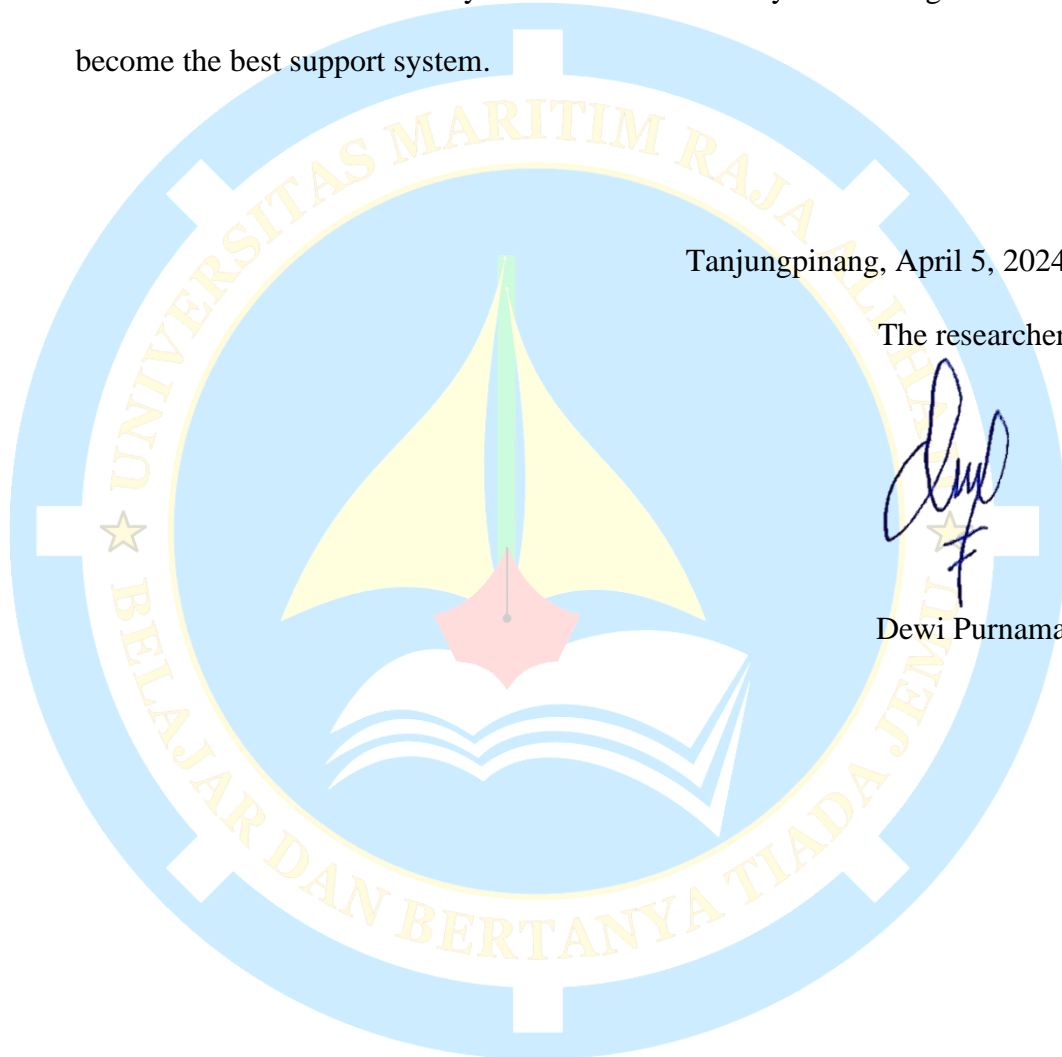 become the best support system.
UNIVERSITAS MARITIM RAJA ALI HAJI
Tanjungpinang, April 5, 2024
The researcher
Dewi Purnama
BELAJAR DAN BERTANYA TIADA JEMU